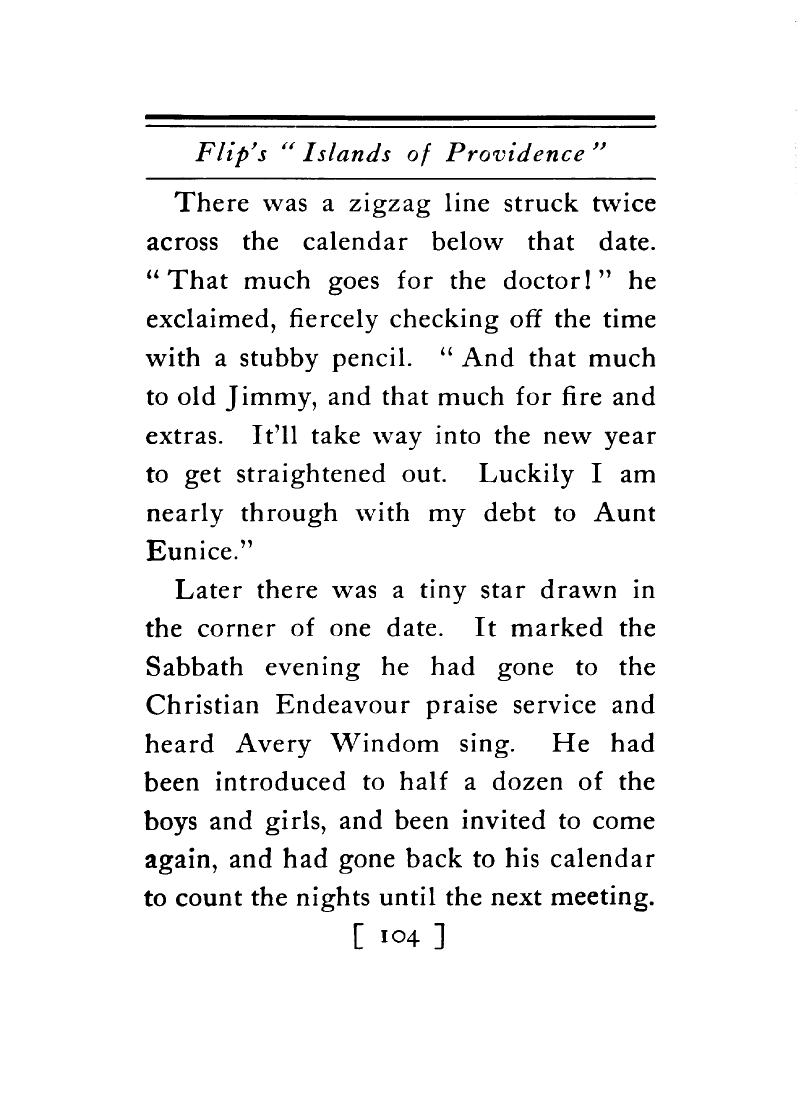 Flip's “Islands of Providence”
There was a zigzag line struck twice
across the calendar below that date.
“That much goes for the doctor!” he
exclaimed, fiercely checking off the time
with a stubby pencil. “And that much
to old Jimmy, and that much for fire and
extras. It'll take way into the new year
to get straightened out. Luckily I am
nearly through with my debt to Aunt
Eunice.”
Later there was a tiny star drawn in
the corner of one date. It marked the
Sabbath evening he had gone to the
Christian Endeavour praise service and
heard Avery Windom sing. He had
been introduced to half a dozen of the
boys and girls, and been invited to come
again, and had gone back to his calendar
to count the nights until the next meeting.
[ 104 ]